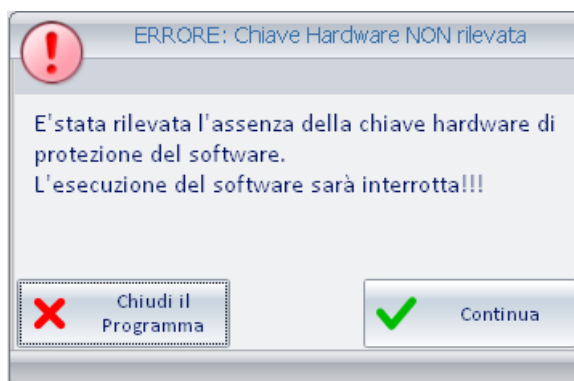 ERRORE: Chiave Hardware NON rilevata
E'stata rilevata l'assenza della chiave hardware di
protezione del software.
L'esecuzione del software sarà interrotta!!!
Chiudi il
Programma
Continua